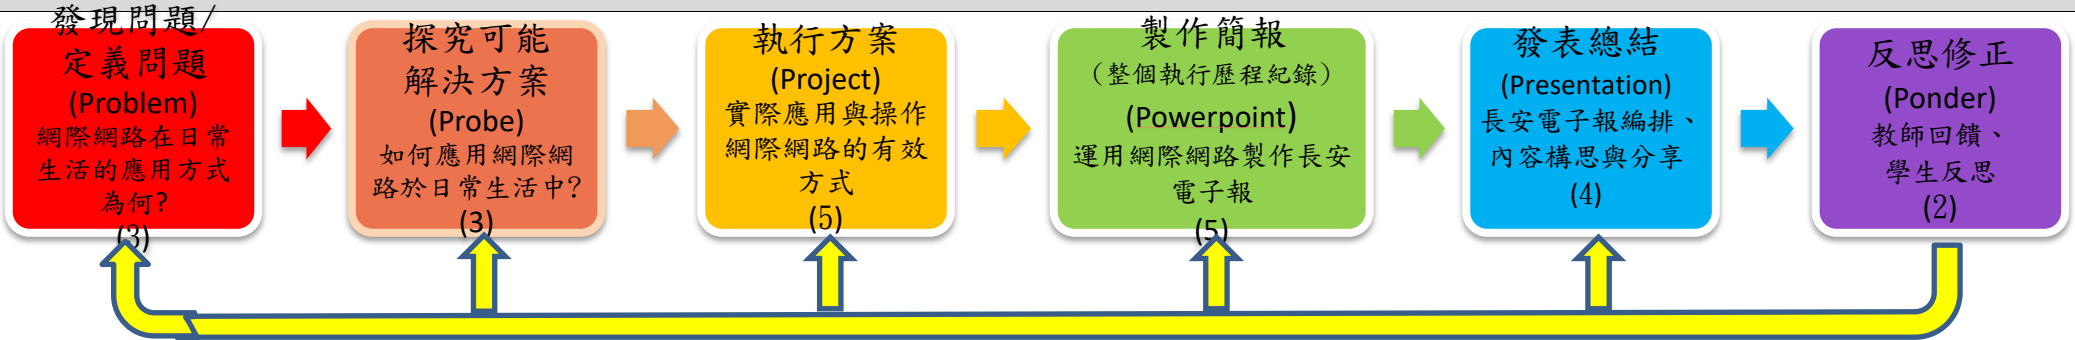 發現問題/
定義問題
(Problem)
網際網路在日常
生活的應用方式
為何?
(3)
探究可能
解決方案
(Probe)
如何應用網際網
路於日常生活中?
(3)
執行方案
(Project)
實際應用與操作
網際網路的有效
方式
(5)
製作簡報
（整個執行歷程紀錄）
(Powerpoint)
運用網際網路製作長安
電子報
(5)
發表總結
(Presentation)
長安電子報編排、
內容構思與分享
(4)
反思修正
(Ponder)
教師回饋、
學生反思
(2)